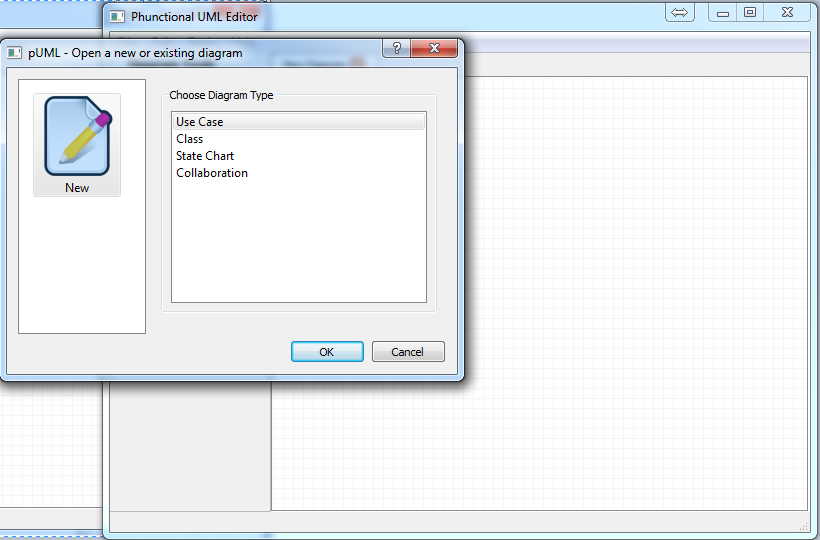 Phunctional UML Editor
pUML - Open a new or existing diagram
Choose Diagram Type
Use Case
Class
State Chart
Collaboration
New
OK
Cancel